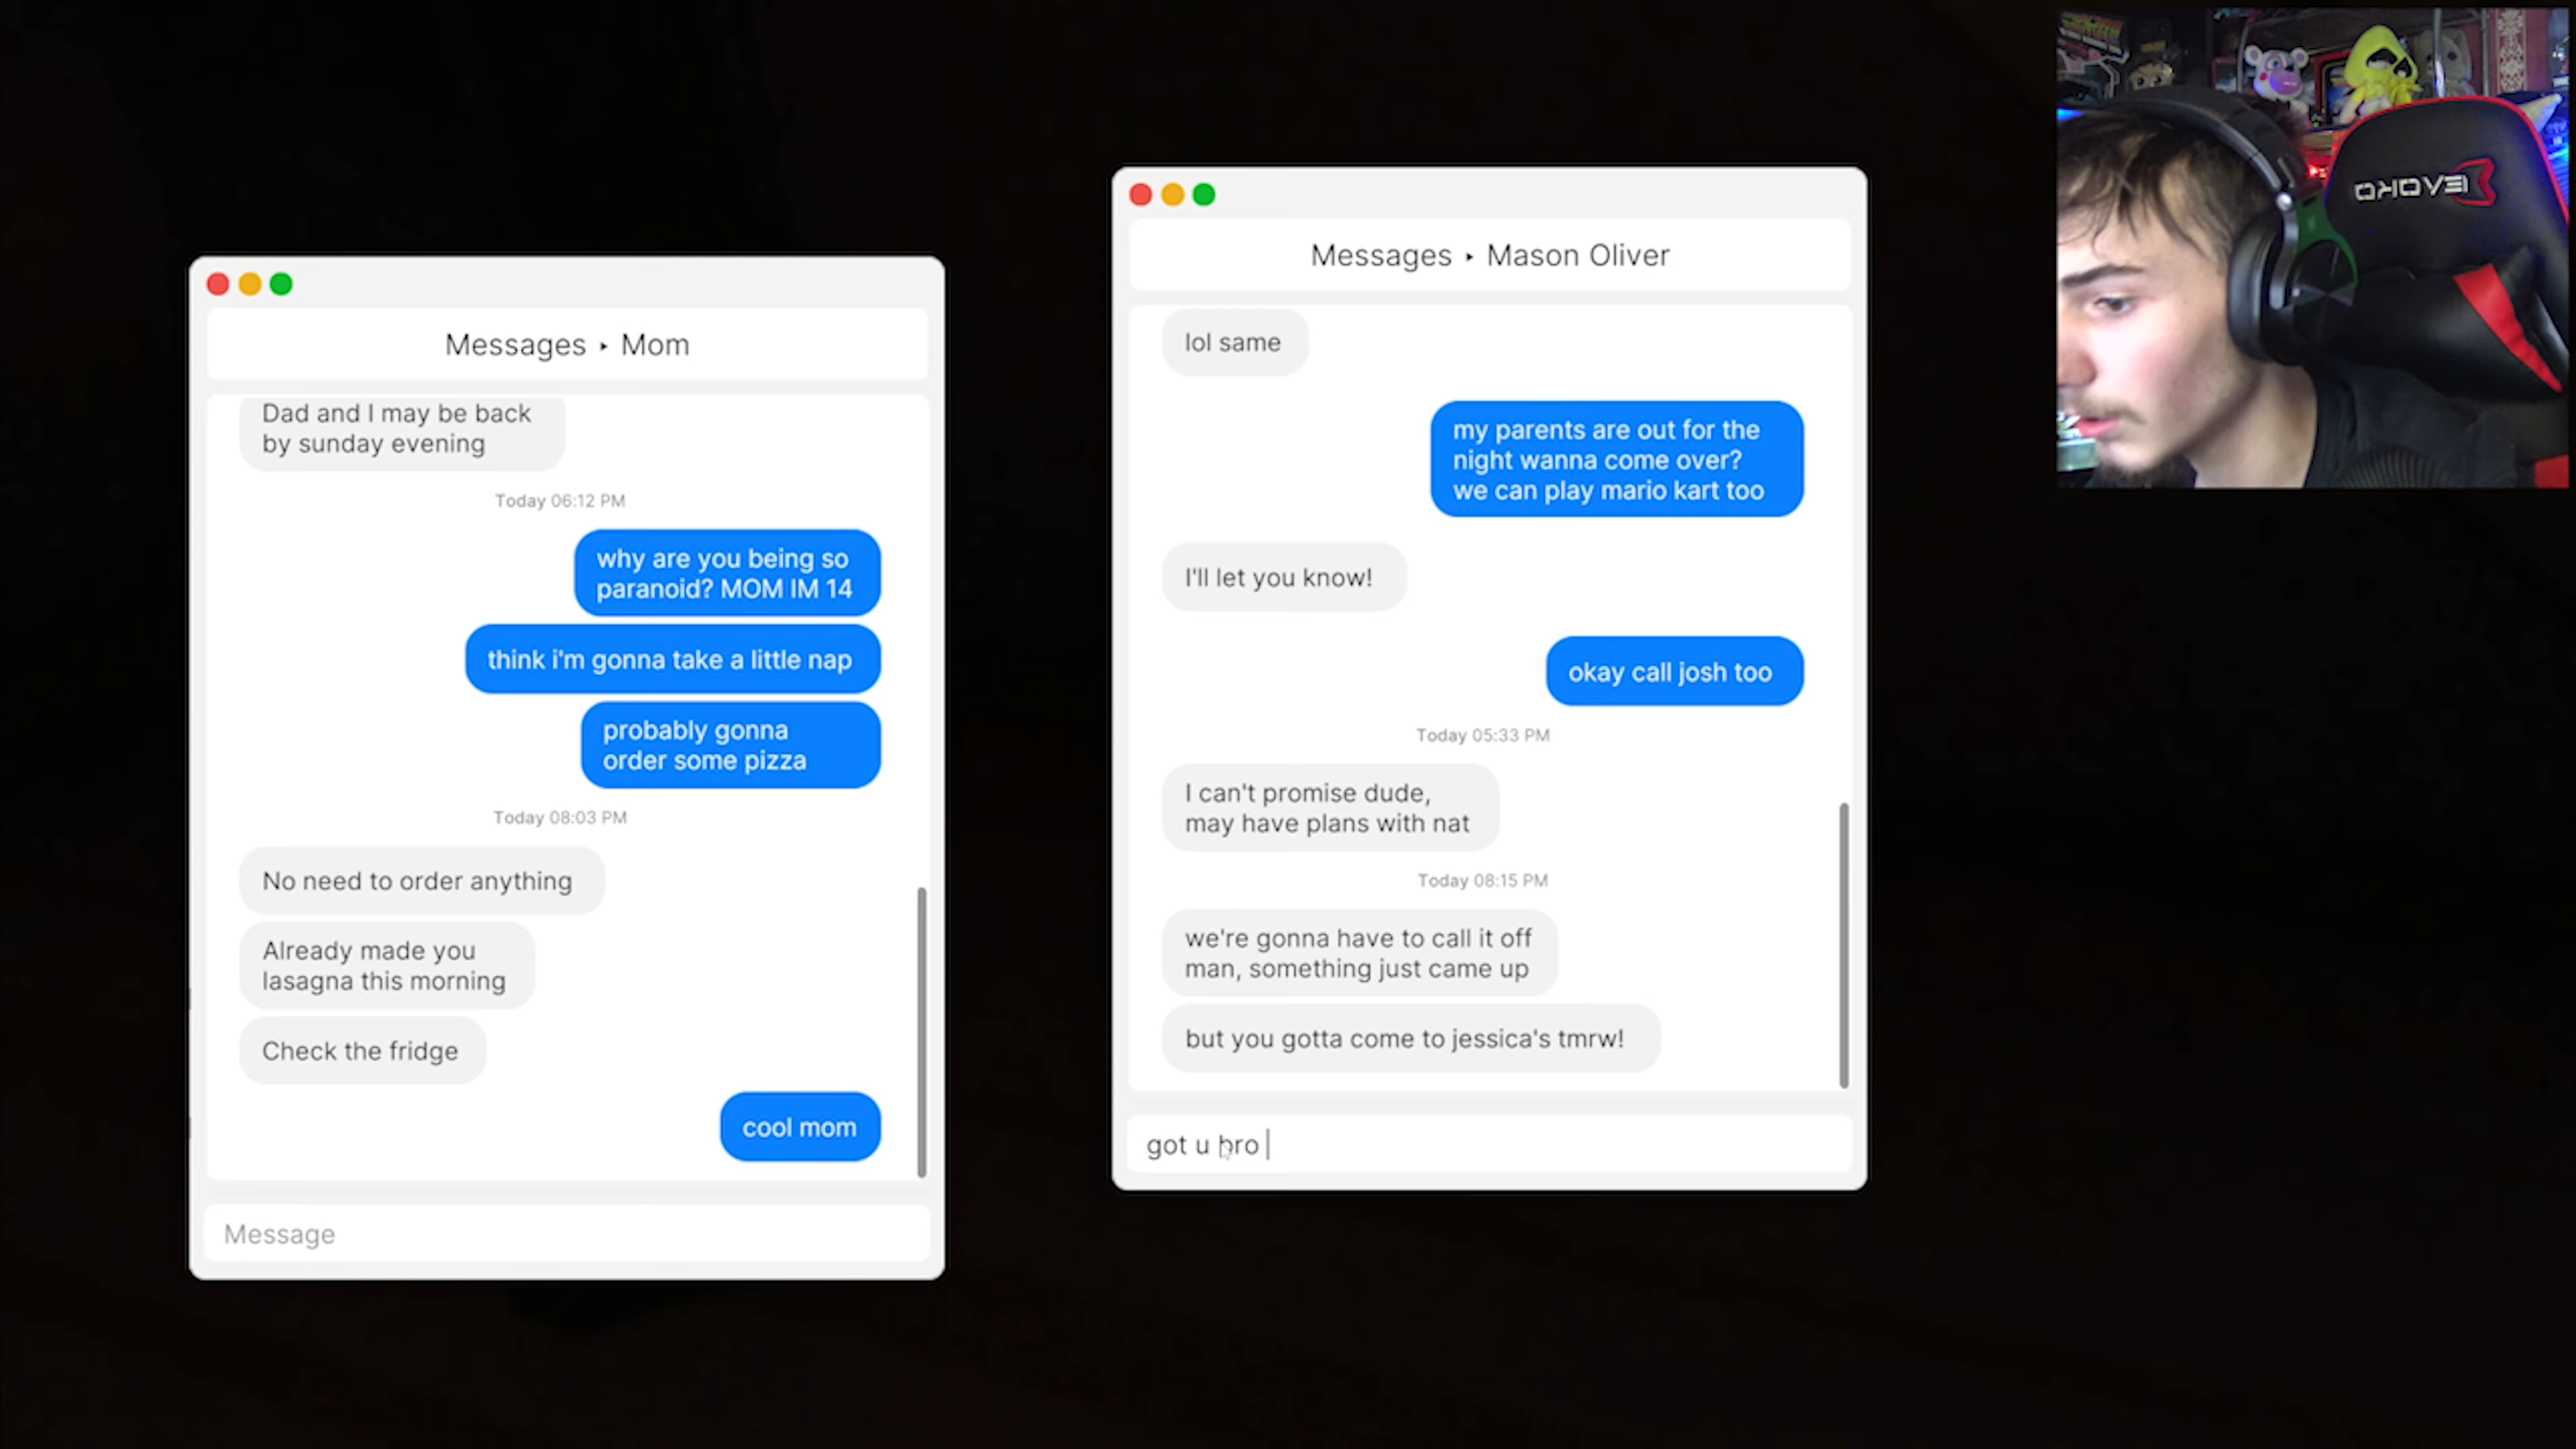 Messages ▸ Mom
Dad and I may be back
by sunday evening
Today 06:12 PM
why are you being so
paranoid? MOM IM 14
think i'm gonna take a little nap
probably gonna
order some pizza
Today 08:03 PM
No need to order anything
Already made you
lasagna this morning
Check the fridge
cool mom
Message
Messages ▸ Mason Oliver
lol same
my parents are out for the
night wanna come over?
we can play mario kart too
I'll let you know!
okay call josh too
Today 05:33 PM
I can't promise dude,
may have plans with nat
Today 08:15 PM
we're gonna have to call it off
man, something just came up
but you gotta come to jessica's tmrw!
got u bro